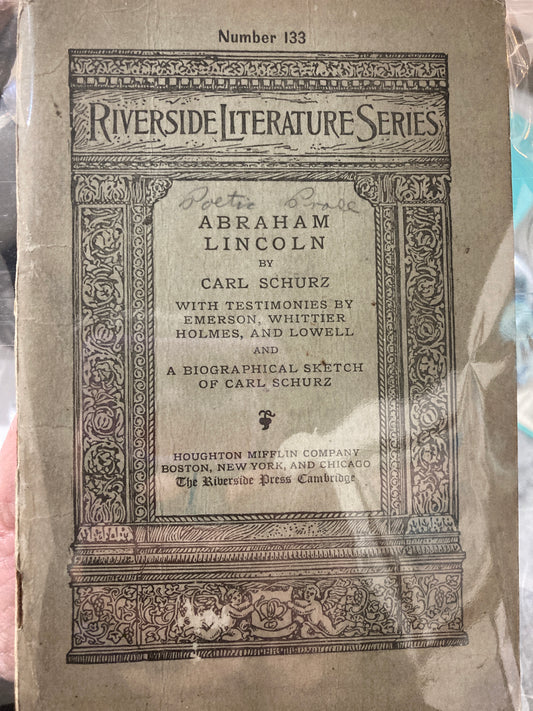 Number 133
RIVERSIDE LITERATURE SERIES
Poetic Prose
ABRAHAM
LINCOLN
BY
CARL SCHURZ
WITH TESTIMONIES BY
EMERSON, WHITTIER
HOLMES, AND LOWELL
AND
A BIOGRAPHICAL SKETCH
OF CARL SCHURZ
HOUGHTON MIFFLIN COMPANY
BOSTON, NEW YORK, AND CHICAGO
The Riverside Press Cambridge